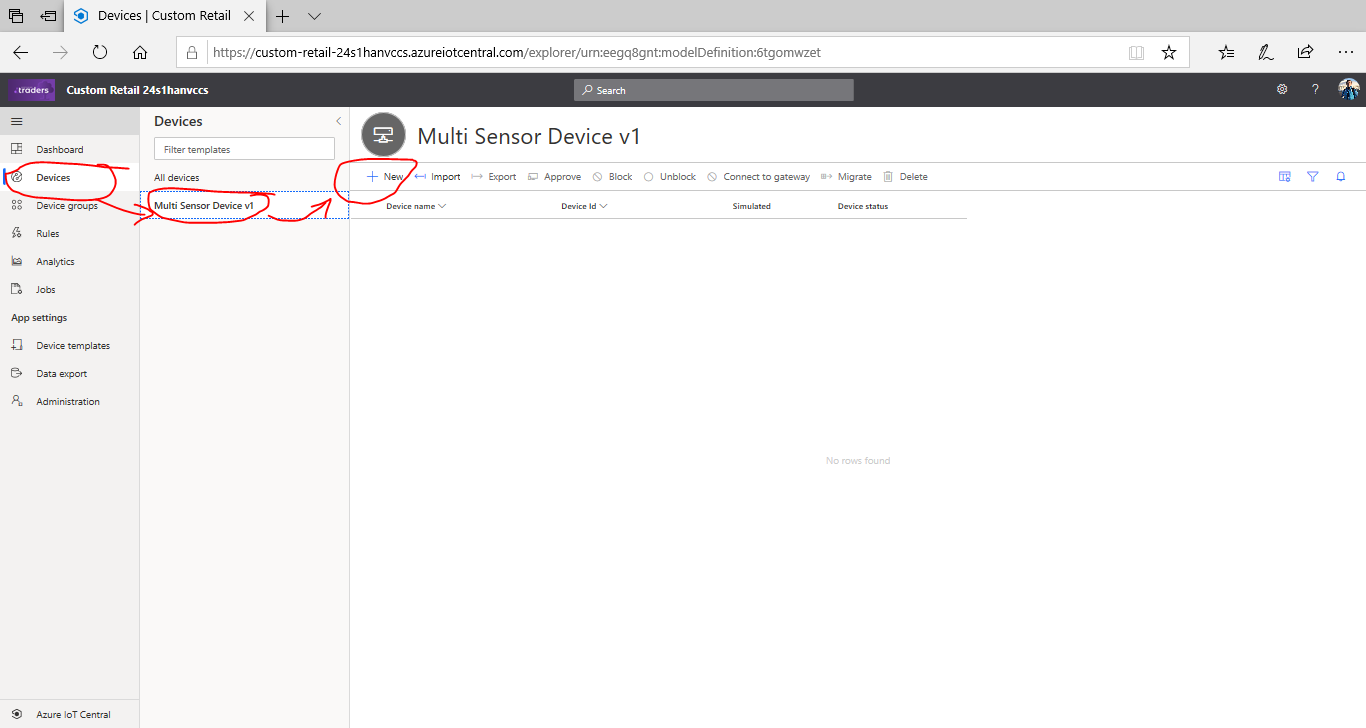 Devices | Custom Retail
https://custom-retail-24s1hanvccs.azureiotcentral.com/explorer/urn:eegq8gnt:modelDefinition:6tgomwzet
traders
Custom Retail 24s1hanvccs
Search
?
Dashboard
Devices
Device groups
Rules
Analytics
Jobs
App settings
Device templates
Data export
Administration
Azure IoT Central
Devices
Filter templates
All devices
Multi Sensor Device v1
Multi Sensor Device v1
New Import Export Approve Block Unblock Connect to gateway Migrate Delete
Device name Device Id Simulated Device status
No rows found